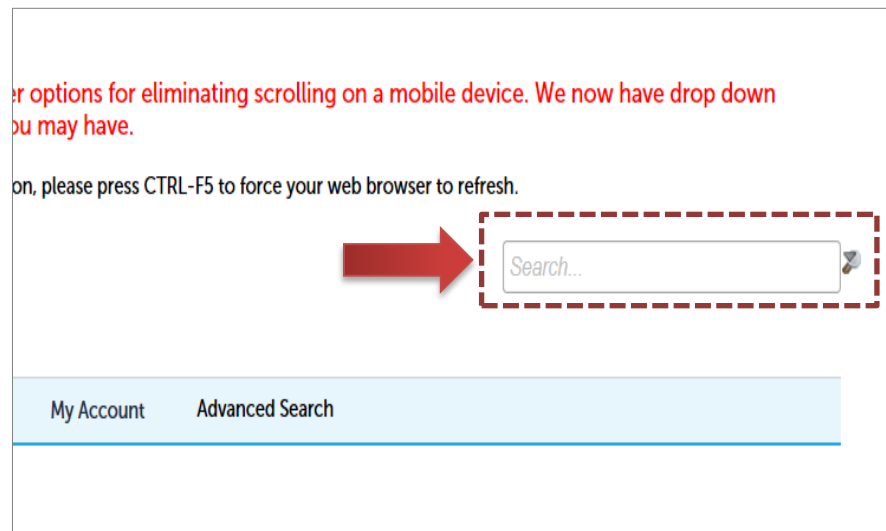 er options for eliminating scrolling on a mobile device. We now have drop down
ou may have.
on, please press CTRL-F5 to force your web browser to refresh.
Search...
My Account Advanced Search